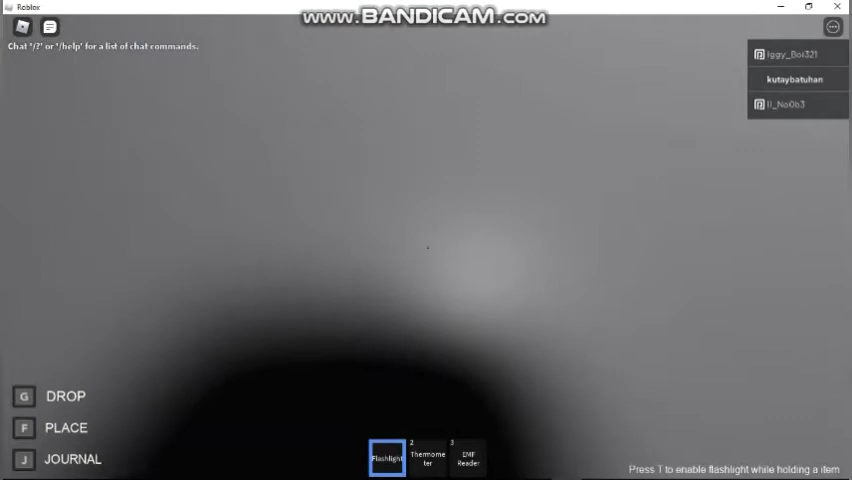 Roblox
WWW.BANDICAM.COM
Chat '/?' or '/help' for a list of chat commands.
Iggy_Boi321
kutaybatuhan
II_No0b3
G DROP
F PLACE
J JOURNAL
Flashlight
2
Thermome
ter
3
EMF
Reader
Press T to enable flashlight while holding a item